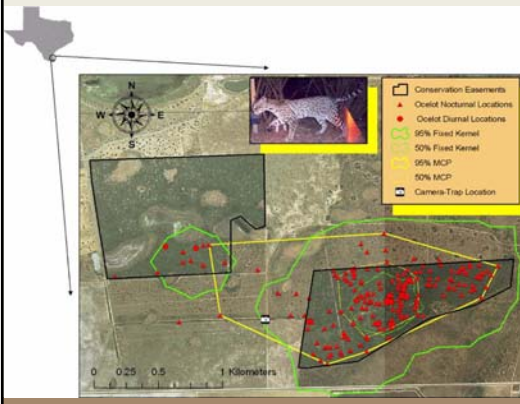 N
W E
S
Conservation Easements
Ocelot Nocturnal Locations
Ocelot Diurnal Locations
95% Fixed Kernel
50% Fixed Kernel
95% MCP
50% MCP
Camera-Trap Location
0 0.25 0.5 1 Kilometers